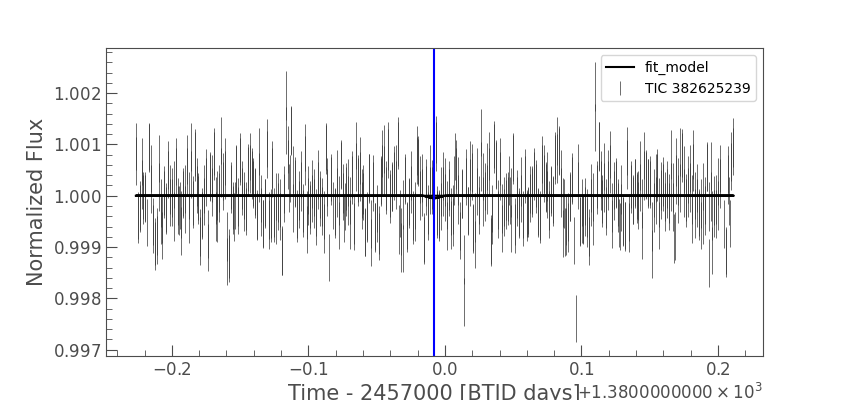 fit_model
TIC 382625239
1.002
1.001
1.000
0.999
0.998
0.997
Normalized Flux
−0.2 −0.1 0.0 0.1 0.2
Time - 2457000 [BTJD days]
+1.3800000000 × 10³